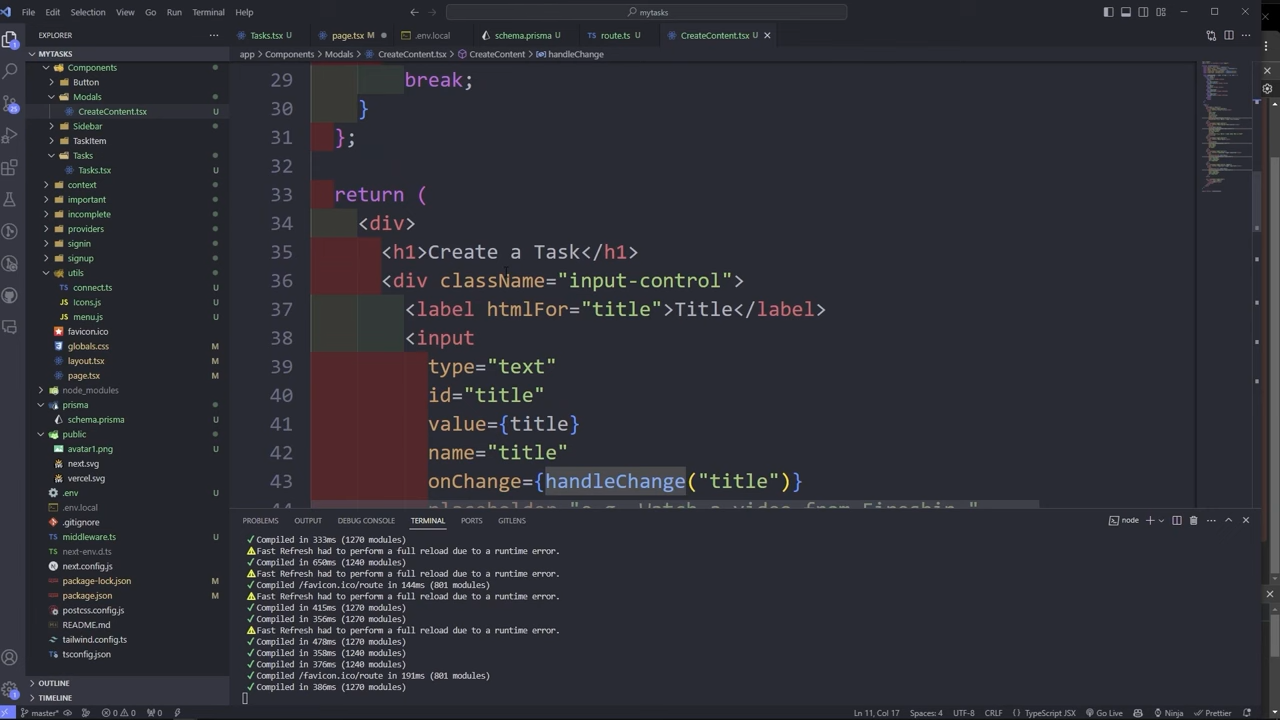 File Edit Selection View Go Run Terminal Help
mytasks
EXPLORER
Tasks.tsx U
page.tsx M
.env.local
schema.prisma U
route.ts U
CreateContent.tsx U
MYTASKS
app > Components > Modals > CreateContent.tsx > CreateContent > handleChange
Components
Button
Modals
CreateContent.tsx U
Sidebar
TaskItem
Tasks
Tasks.tsx U
context
important
incomplete
providers
signin
signup
utils
connect.ts U
Icons.js U
menu.js U
favicon.ico
globals.css M
layout.tsx M
page.tsx M
node_modules
prisma
schema.prisma U
public
avatar1.png U
next.svg
vercel.svg
.env U
.env.local
.gitignore M
middleware.ts U
next-env.d.ts
next.config.js
package-lock.json M
package.json M
postcss.config.js
README.md
tailwind.config.ts
tsconfig.json
OUTLINE
TIMELINE
29 break;
30 }
31 };
32
33 return (
34 <div>
35 <h1>Create a Task</h1>
36 <div className="input-control">
37 <label htmlFor="title">Title</label>
38 <input
39 type="text"
40 id="title"
41 value={title}
42 name="title"
43 onChange={handleChange("title")}
PROBLEMS OUTPUT DEBUG CONSOLE TERMINAL PORTS GITLENS
node
✓ Compiled in 333ms (1270 modules)
⚠ Fast Refresh had to perform a full reload due to a runtime error.
✓ Compiled in 650ms (1240 modules)
⚠ Fast Refresh had to perform a full reload due to a runtime error.
✓ Compiled /favicon.ico/route in 144ms (801 modules)
⚠ Fast Refresh had to perform a full reload due to a runtime error.
✓ Compiled in 415ms (1270 modules)
✓ Compiled in 356ms (1240 modules)
⚠ Fast Refresh had to perform a full reload due to a runtime error.
✓ Compiled in 478ms (1270 modules)
✓ Compiled in 358ms (1240 modules)
✓ Compiled in 376ms (1240 modules)
✓ Compiled /favicon.ico/route in 191ms (801 modules)
✓ Compiled in 386ms (1270 modules)
master* 0 0 0 Ln 11, Col 17 Spaces: 4 UTF-8 CRLF TypeScript JSX Go Live Ninja Prettier